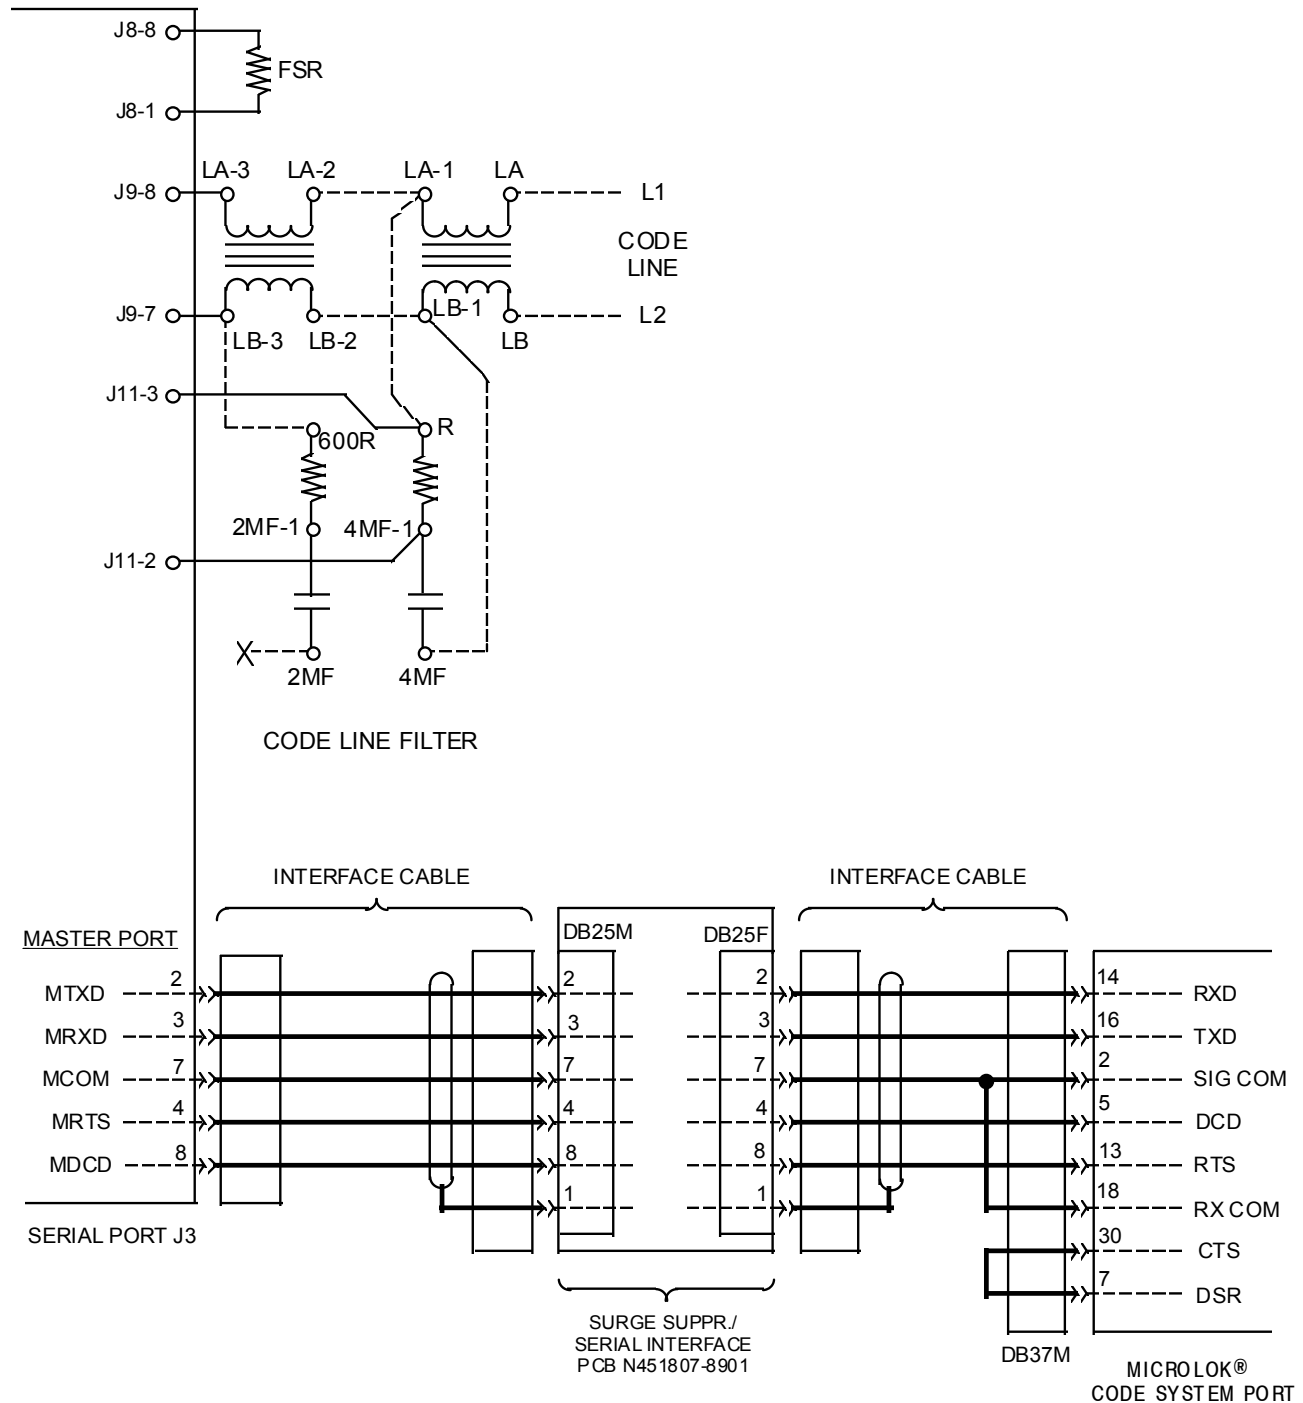 J8-8
FSR
J8-1
LA-3 LA-2 LA-1 LA
J9-8 L1
CODE
LINE
J9-7 LB-1 L2
LB-3 LB-2 LB
J11-3
600R R
2MF-1 4MF-1
J11-2
X
2MF 4MF
CODE LINE FILTER
INTERFACE CABLE INTERFACE CABLE
MASTER PORT DB25M DB25F
MTXD 2 2 2 14 RXD
MRXD 3 3 3 16 TXD
MCOM 7 7 7 2 SIG COM
MRTS 4 4 4 5 DCD
MDCD 8 8 8 13 RTS
1 1 18 RX COM
SERIAL PORT J3
30 CTS
7 DSR
SURGE SUPPR./
SERIAL INTERFACE
PCB N451807-8901
DB37M
MICROLOK®
CODE SYSTEM PORT